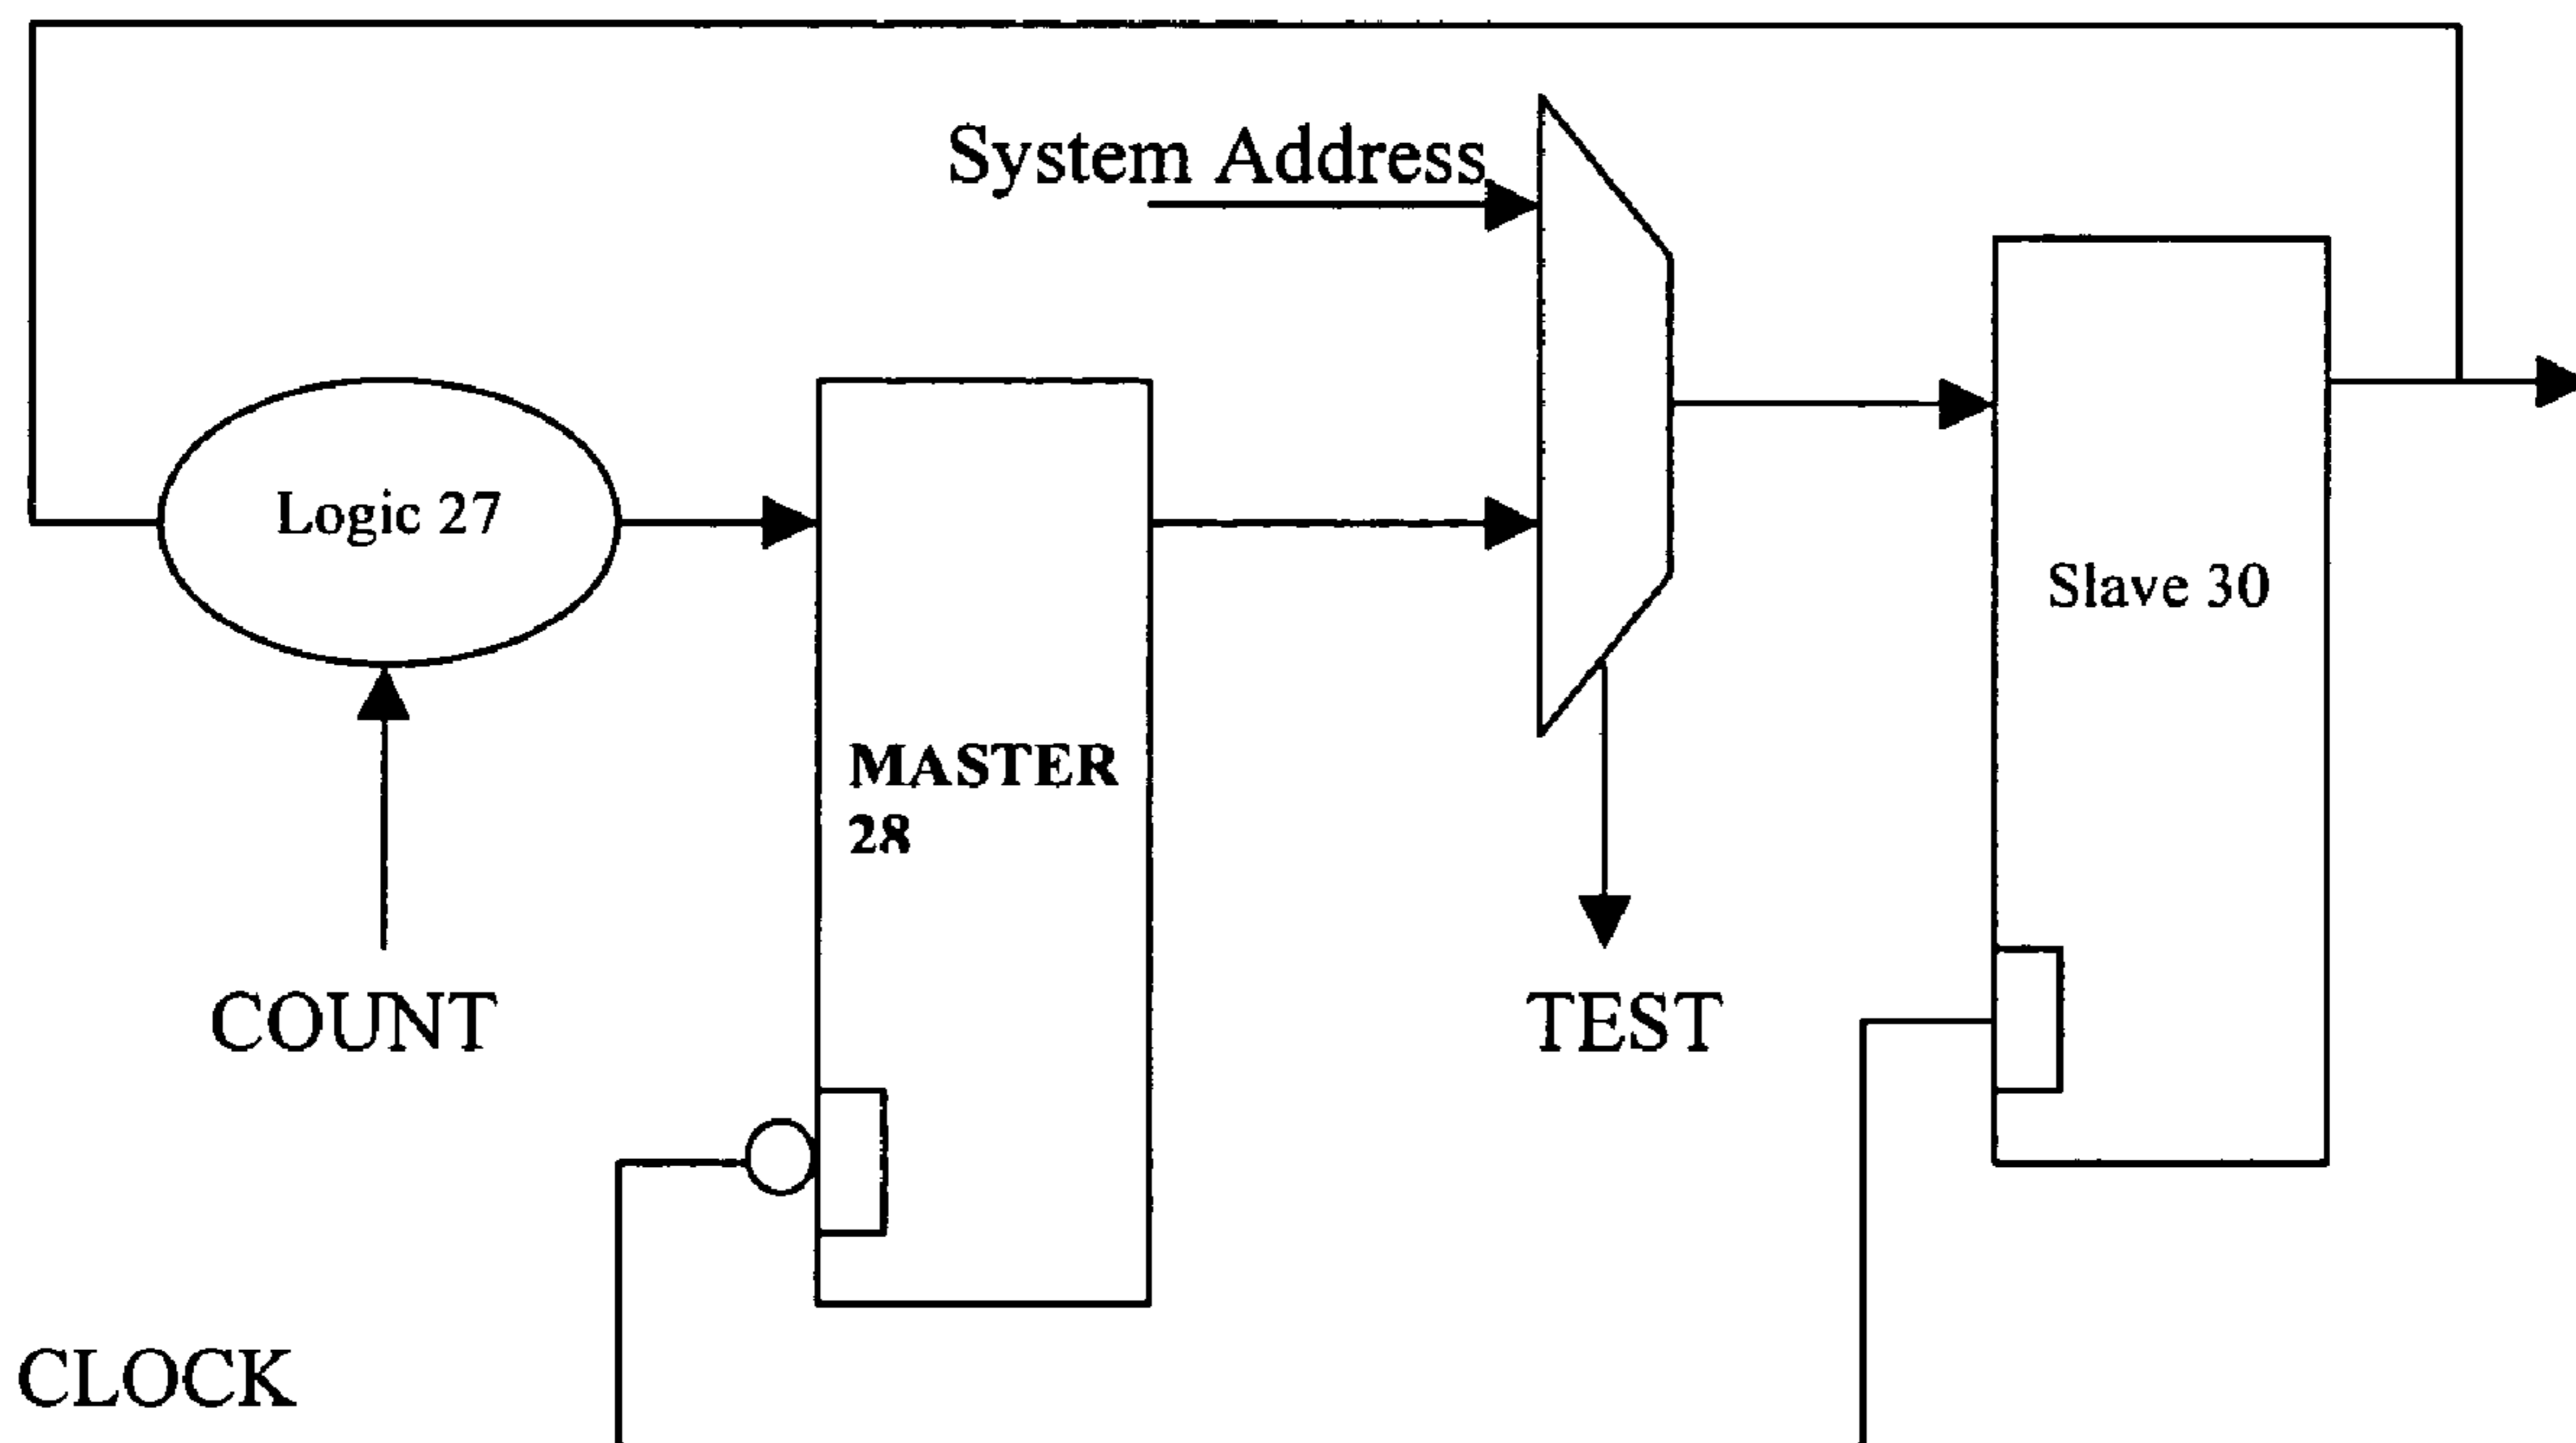 System Address
Logic 27
Slave 30
MASTER
28
COUNT
TEST
CLOCK